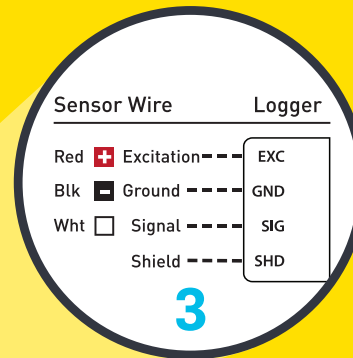 Sensor Wire Logger
Red + Excitation EXC
Blk - Ground GND
Wht Signal SIG
Shield SHD
3